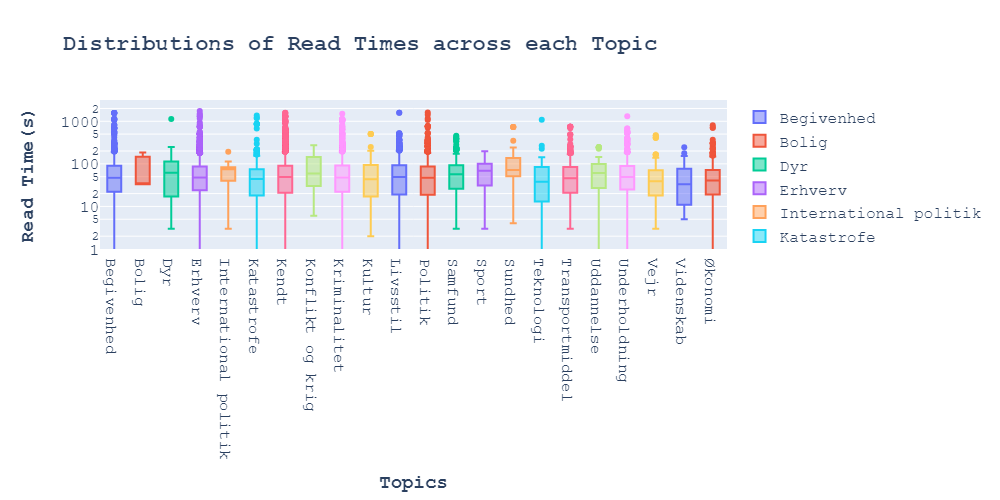 Distributions of Read Times across each Topic
Read Time(s)
2
1000
5
2
100
5
2
10
5
2
1
Begivenhed
Bolig
Dyr
Erhverv
International politik
Katastrofe
Kendt
Konflikt og krig
Kriminalitet
Kultur
Livsstil
Politik
Samfund
Sport
Sundhed
Teknologi
Transportmiddel
Uddannelse
Underholdning
Vejr
Videnskab
Økonomi
Topics
Begivenhed
Bolig
Dyr
Erhverv
International politik
Katastrofe